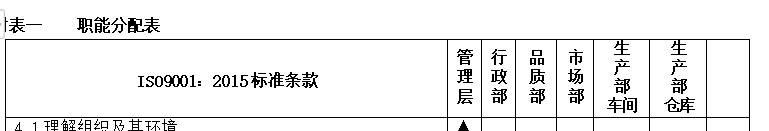 附表一 职能分配表
ISO9001：2015标准条款 管理层 行政部 品质部 市场部 生产部车间 生产部仓库
4.1理解组织及其环境 ▲